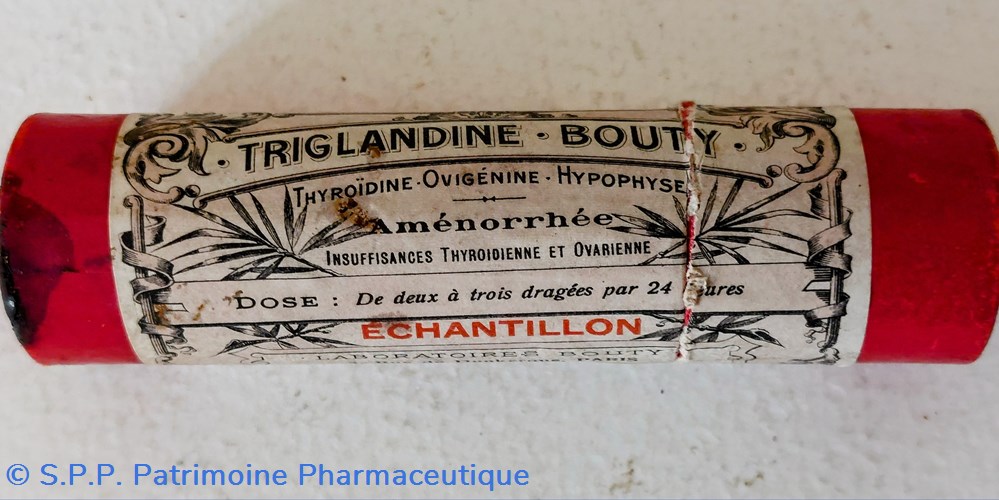 TRIGLANDINE · BOUTY ·
THYROÏDINE · OVIGÉNINE · HYPOPHYSE
Aménorrhée
INSUFFISANCES THYROIDIENNE ET OVARIENNE
DOSE : De deux à trois dragées par 24
ÉCHANTILLON
LABORATOIRES BOUTY
PARIS
© S.P.P. Patrimoine Pharmaceutique